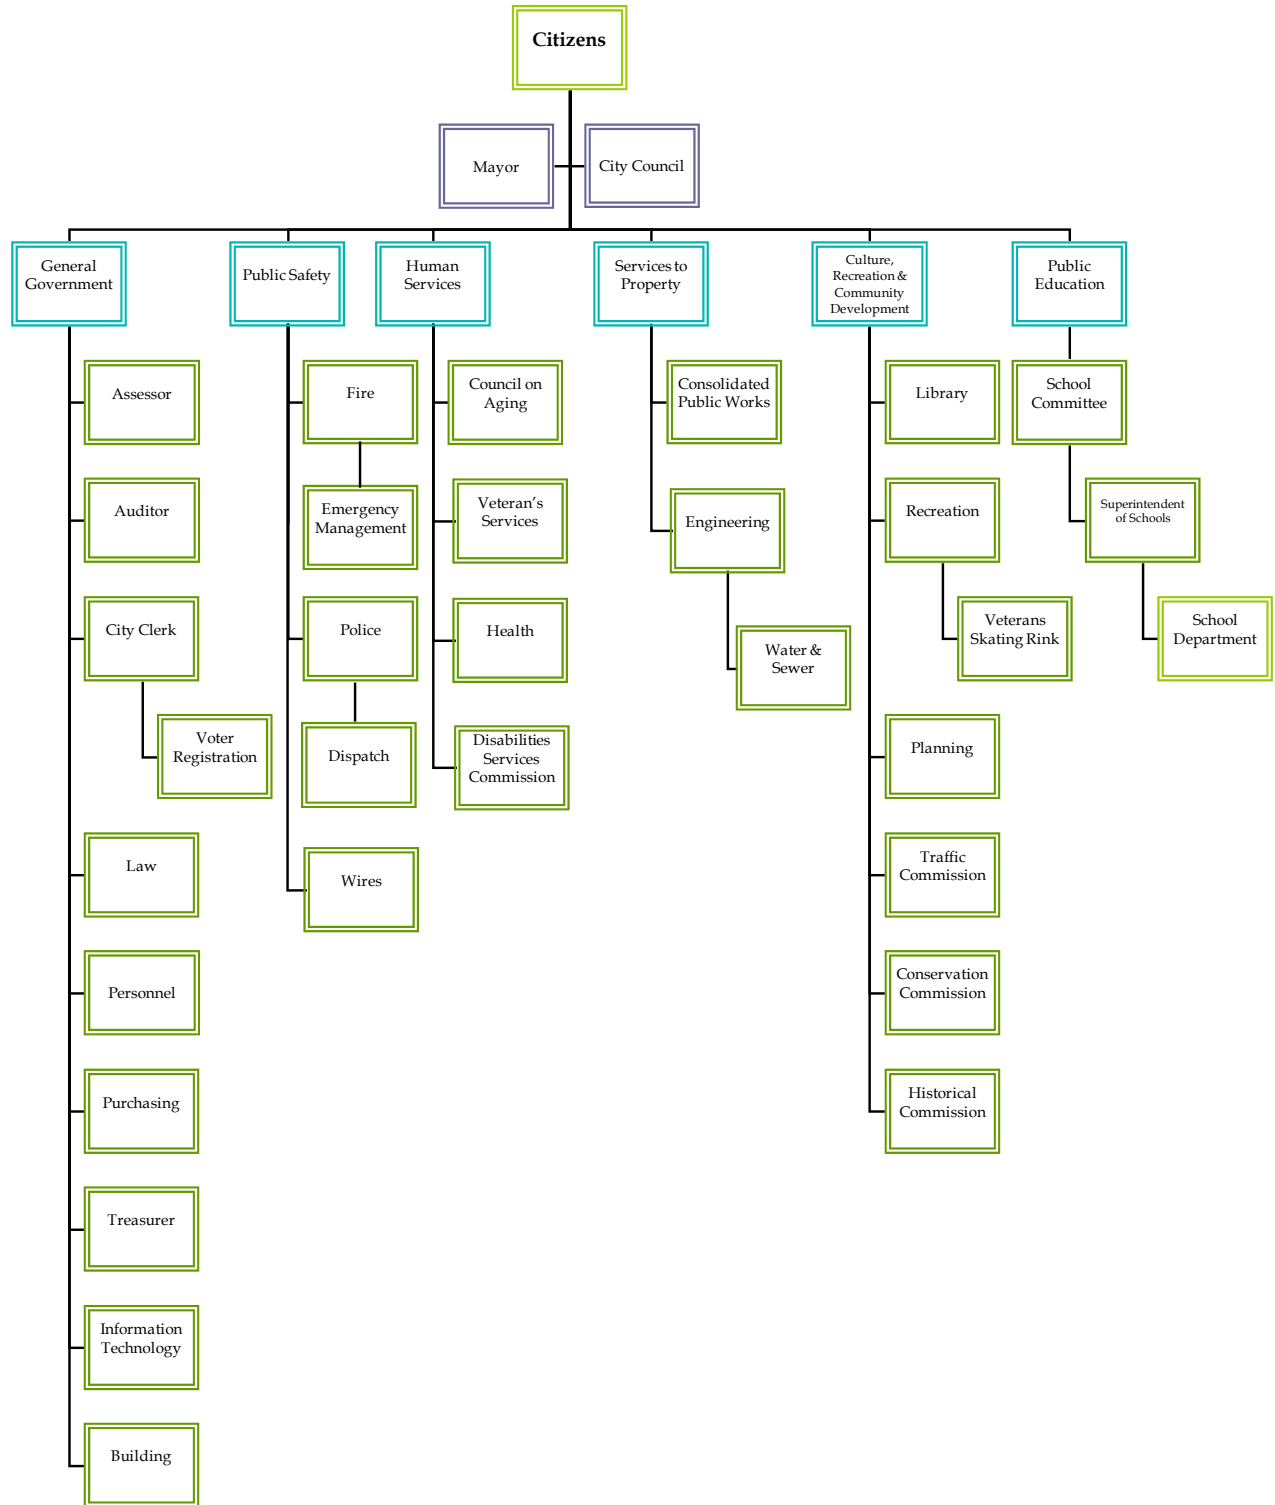 Citizens
Mayor
City Council
General
Government
Public Safety
Human
Services
Services to
Property
Culture,
Recreation &
Community
Development
Public
Education
Assessor
Auditor
City Clerk
Voter
Registration
Law
Personnel
Purchasing
Treasurer
Information
Technology
Building
Fire
Emergency
Management
Police
Dispatch
Wires
Council on
Aging
Veteran’s
Services
Health
Disabilities
Services
Commission
Consolidated
Public Works
Engineering
Water &
Sewer
Library
Recreation
Veterans
Skating Rink
Planning
Traffic
Commission
Conservation
Commission
Historical
Commission
School
Committee
Superintendent
of Schools
School
Department